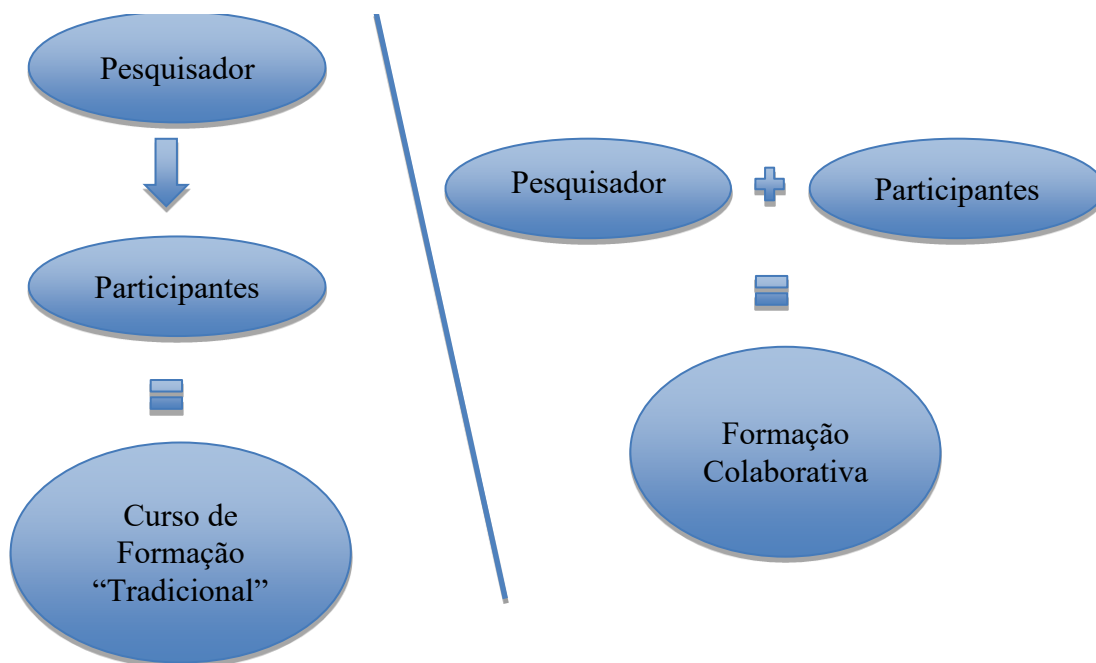 Pesquisador
Participantes
Curso de
Formação
“Tradicional”
Pesquisador
Participantes
Formação
Colaborativa